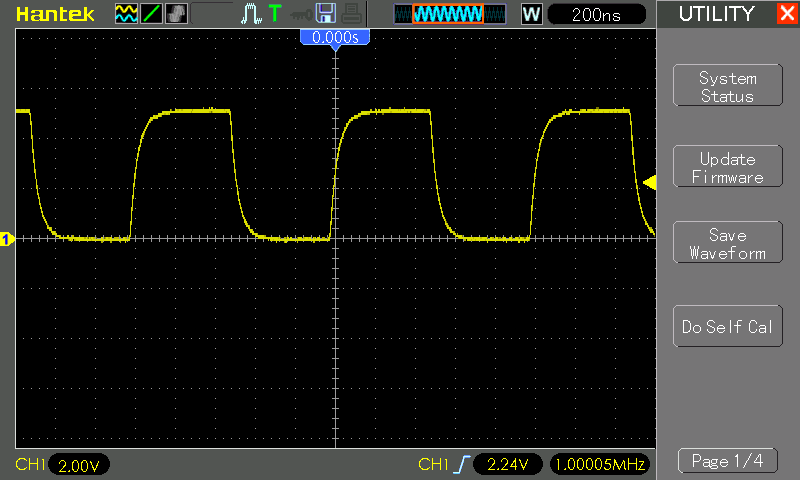 Hantek
T
W
200ns
UTILITY
0.000s
System
Status
Update
Firmware
1
Save
Waveform
Do Self Cal
CH1
2.00V
CH1
2.24V
1.00005MHz
Page 1/4